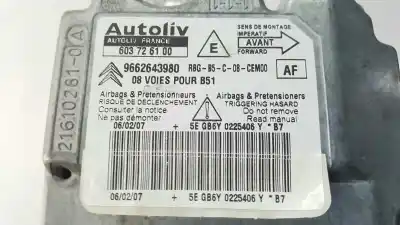 Autoliv
AUTOLIV FRANCE
603 72 61 00
E
SENS DE MONTAGE
IMPERATIF
AVANT
FORWARD
9662643980 R8G-B5-C-08-CEM00
AF
08 VOIES POUR B51
Airbags & Pretensionneurs
RISQUE DE DÉCLENCHEMENT
Consulter la notice
Ne pas démonter
Airbags & Pretensioners
TRIGGERING HASARD
Do not remove
Read manual
06/02/07 + 5E GB6Y 0225406 Y * B7
06/02/07 + 5E GB6Y 0225406 Y * B7
21610261-0A